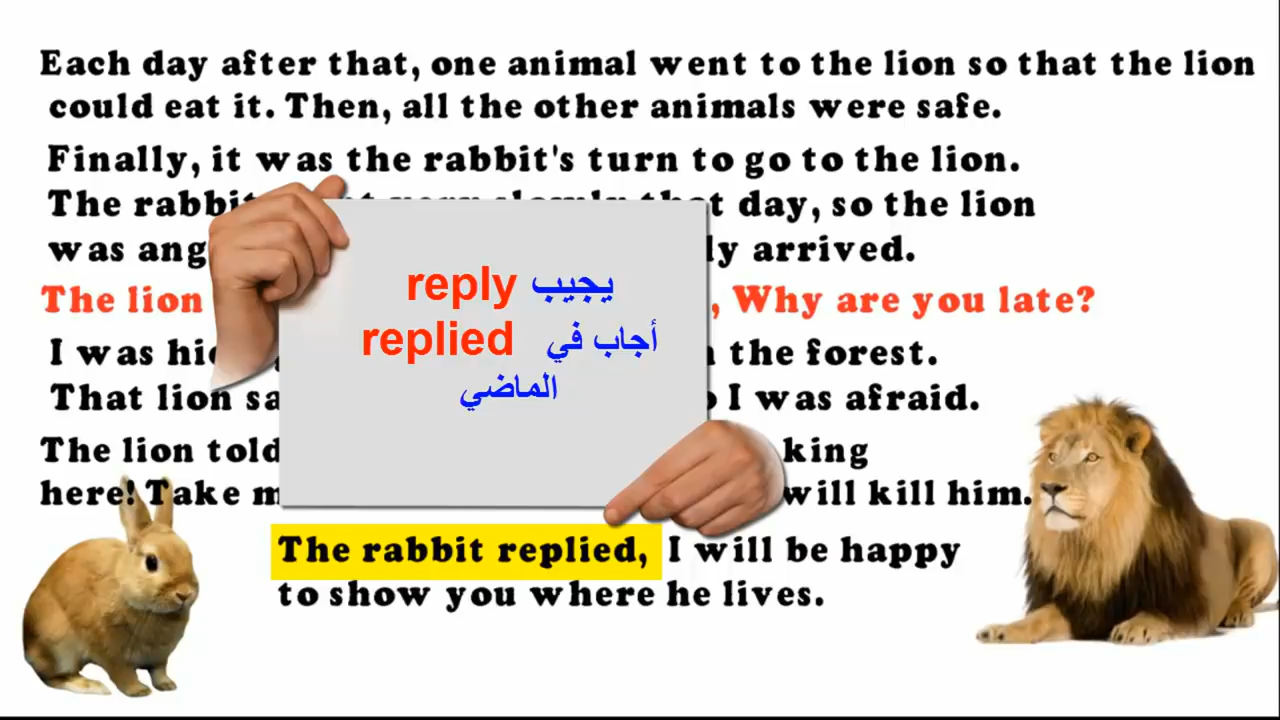 Each day after that, one animal went to the lion so that the lion
could eat it. Then, all the other animals were safe.
Finally, it was the rabbit's turn to go to the lion.
The rabbit day, so the lion
was arrived.
The lion , Why are you late?
I was the forest.
That lion I was afraid.
The lion told king
here! Take will kill him.
reply يجيب
replied أجاب في
الماضي
The rabbit replied, I will be happy
to show you where he lives.